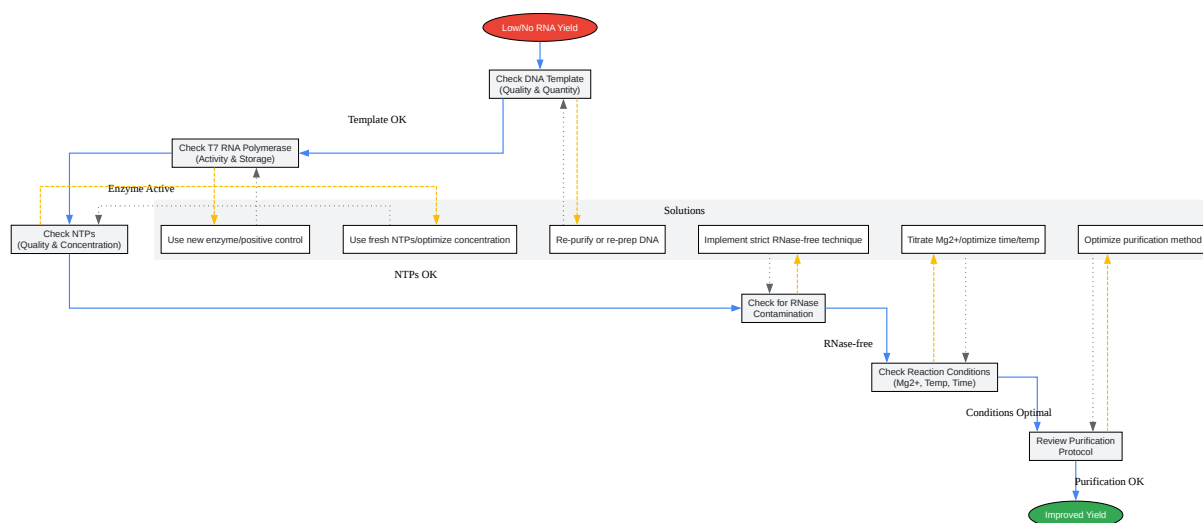 Low/No RNA Yield
Check DNA Template
(Quality & Quantity)
Template OK
Check T7 RNA Polymerase
(Activity & Storage)
Enzyme Active
Solutions
Check NTPs
(Quality & Concentration)
Use new enzyme/positive control
Use fresh NTPs/optimize concentration
Re-purify or re-prep DNA
Implement strict RNase-free technique
Titrate Mg2+/optimize time/temp
Optimize purification method
NTPs OK
Check for RNase
Contamination
RNase-free
Check Reaction Conditions
(Mg2+, Temp, Time)
Conditions Optimal
Review Purification
Protocol
Purification OK
Improved Yield